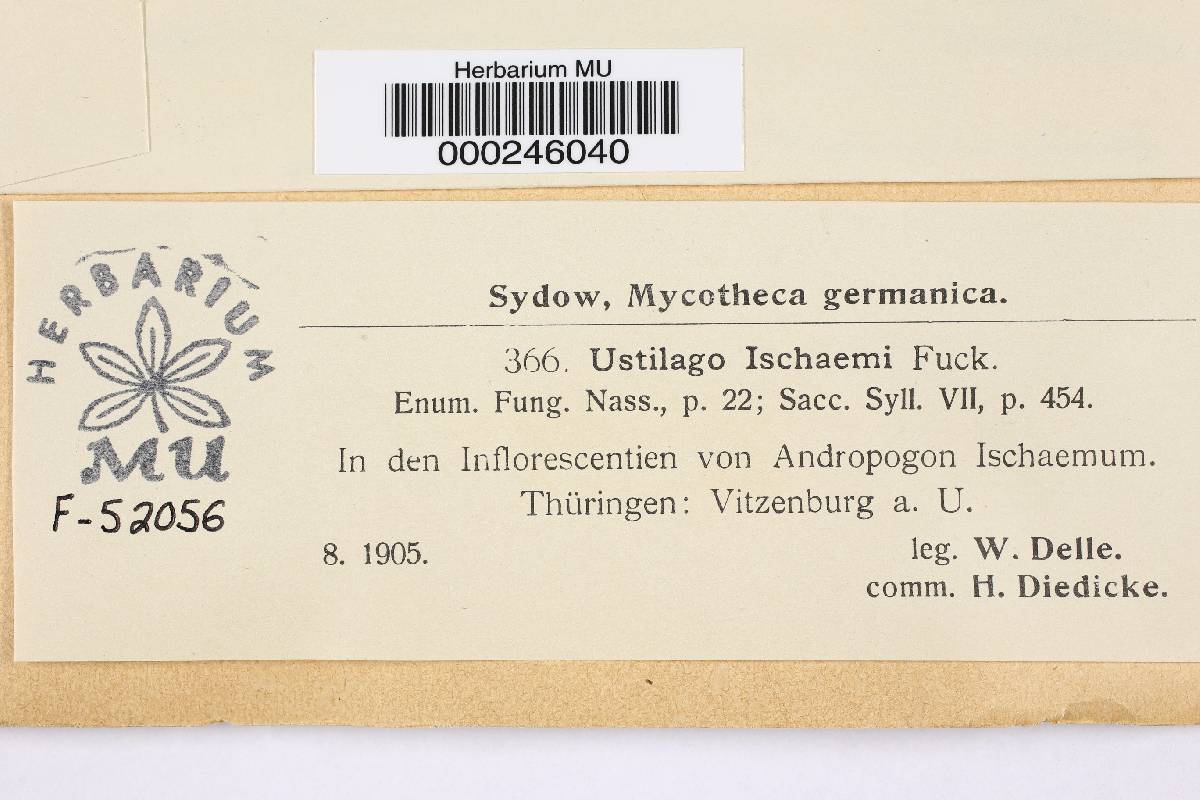 Herbarium MU
000246040
HERBARIUM
MU
F-52056
Sydow, Mycotheca germanica.
366. Ustilago Ischaemi Fuck.
Enum. Fung. Nass., p. 22; Sacc. Syll. VII, p. 454.
In den Inflorescentien von Andropogon Ischaemum.
Thüringen: Vitzenburg a. U.
8. 1905.
leg. W. Delle.
comm. H. Diedicke.